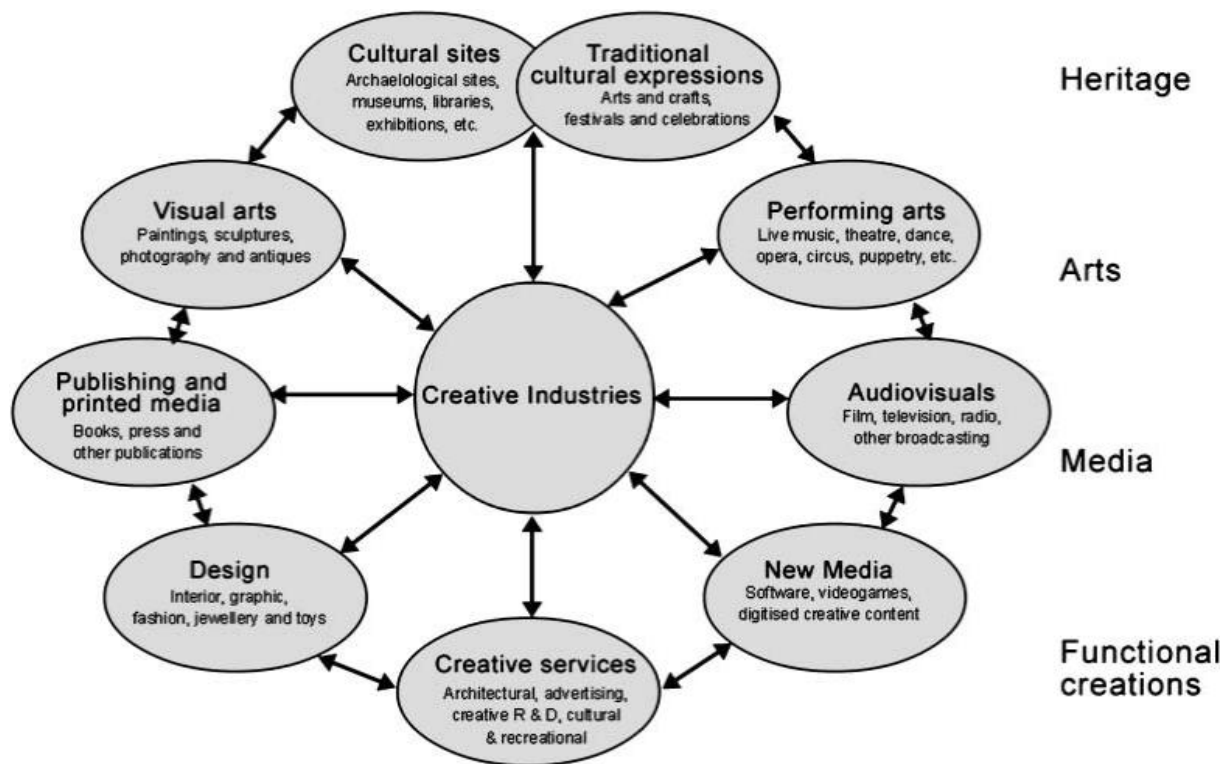 Cultural sites
Archaelological sites,
museums, libraries,
exhibitions, etc.
Traditional
cultural expressions
Arts and crafts,
festivals and celebrations
Heritage
Visual arts
Paintings, sculptures,
photography and antiques
Performing arts
Live music, theatre, dance,
opera, circus, puppetry, etc.
Arts
Creative Industries
Publishing and
printed media
Books, press and
other publications
Audiovisuals
Film, television, radio,
other broadcasting
Media
Design
Interior, graphic,
fashion, jewellery and toys
New Media
Software, videogames,
digitised creative content
Creative services
Architectural, advertising,
creative R & D, cultural
& recreational
Functional
creations